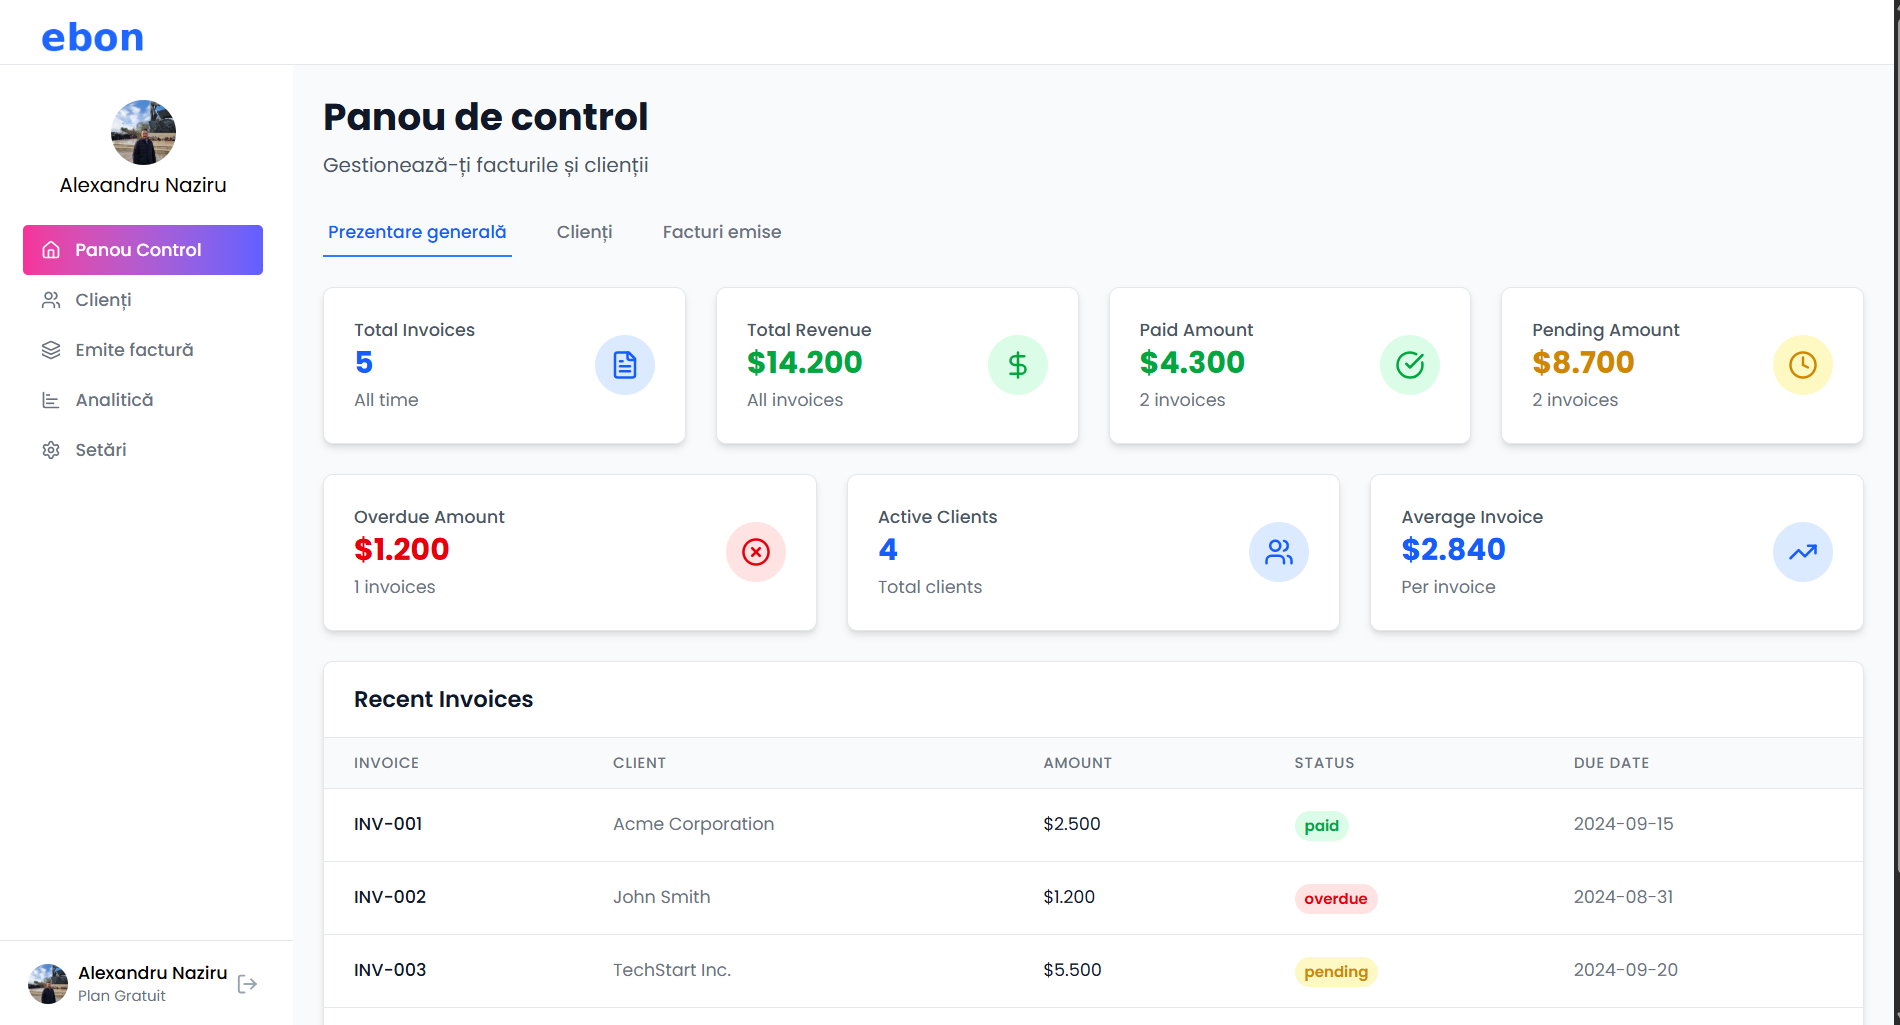 ebon
Alexandru Naziru
Panou Control
Clienți
Emite factură
Analitică
Setări
Alexandru Naziru
Plan Gratuit
Panou de control
Gestionează-ți facturile și clienții
Prezentare generală Clienți Facturi emise
Total Invoices
5
All time
Total Revenue
$14.200
All invoices
Paid Amount
$4.300
2 invoices
Pending Amount
$8.700
2 invoices
Overdue Amount
$1.200
1 invoices
Active Clients
4
Total clients
Average Invoice
$2.840
Per invoice
Recent Invoices
INVOICE CLIENT AMOUNT STATUS DUE DATE
INV-001 Acme Corporation $2.500 paid 2024-09-15
INV-002 John Smith $1.200 overdue 2024-08-31
INV-003 TechStart Inc. $5.500 pending 2024-09-20